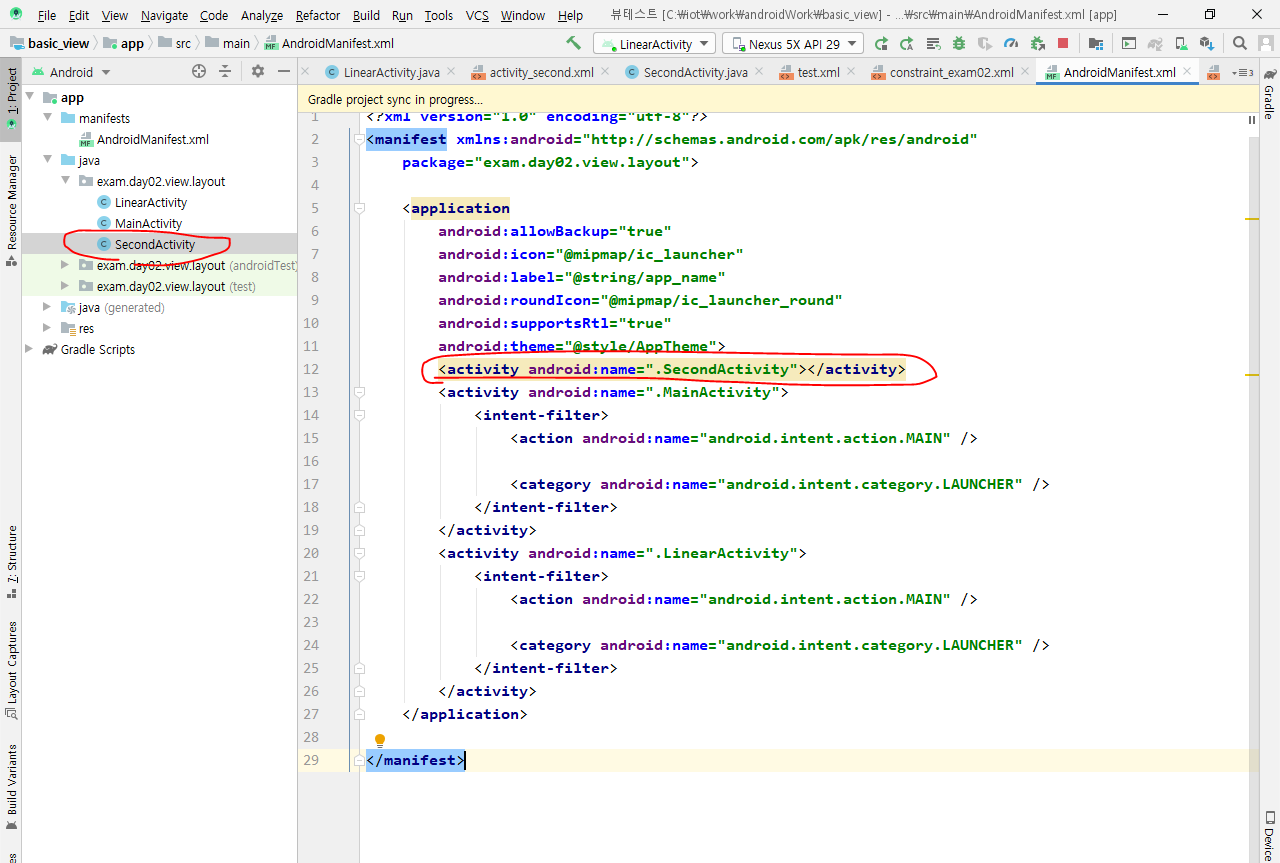 File Edit View Navigate Code Analyze Refactor Build Run Tools VCS Window Help 뷰테스트 [C:₩iot₩work₩androidWork₩basic_view] - ...₩src₩main₩AndroidManifest.xml [app]
basic_view app src main AndroidManifest.xml LinearActivity Nexus 5X API 29
Android LinearActivity.java activity_second.xml SecondActivity.java test.xml constraint_exam02.xml AndroidManifest.xml 3
1: Project
Resource Manager
7: Structure
Layout Captures
Build Variants
app
manifests
AndroidManifest.xml
java
exam.day02.view.layout
LinearActivity
MainActivity
SecondActivity
exam.day02.view.layout (androidTest)
exam.day02.view.layout (test)
java (generated)
res
Gradle Scripts
Gradle project sync in progress...
1 <?xml version="1.0" encoding="utf-8"?>
2 <manifest xmlns:android="http://schemas.android.com/apk/res/android"
3 package="exam.day02.view.layout">
4
5 <application
6 android:allowBackup="true"
7 android:icon="@mipmap/ic_launcher"
8 android:label="@string/app_name"
9 android:roundIcon="@mipmap/ic_launcher_round"
10 android:supportsRtl="true"
11 android:theme="@style/AppTheme">
12 <activity android:name=".SecondActivity"></activity>
13 <activity android:name=".MainActivity">
14 <intent-filter>
15 <action android:name="android.intent.action.MAIN" />
16
17 <category android:name="android.intent.category.LAUNCHER" />
18 </intent-filter>
19 </activity>
20 <activity android:name=".LinearActivity">
21 <intent-filter>
22 <action android:name="android.intent.action.MAIN" />
23
24 <category android:name="android.intent.category.LAUNCHER" />
25 </intent-filter>
26 </activity>
27 </application>
28
29 </manifest>
Gradle